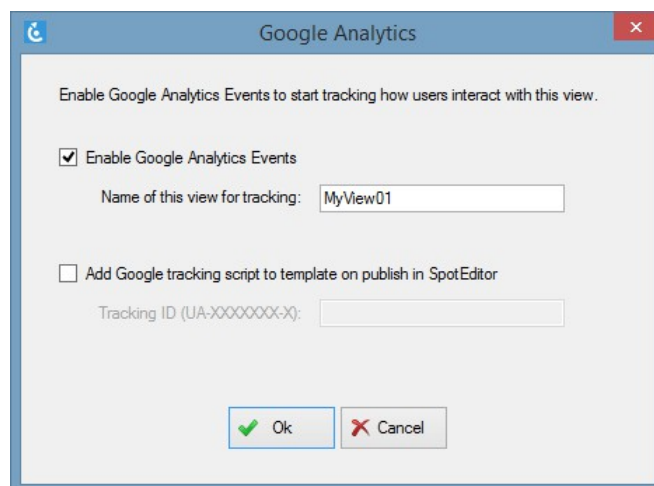 Google Analytics
Enable Google Analytics Events to start tracking how users interact with this view.
Enable Google Analytics Events
Name of this view for tracking: MyView01
Add Google tracking script to template on publish in SpotEditor
Tracking ID (UA-XXXXXXX-X):
Ok Cancel